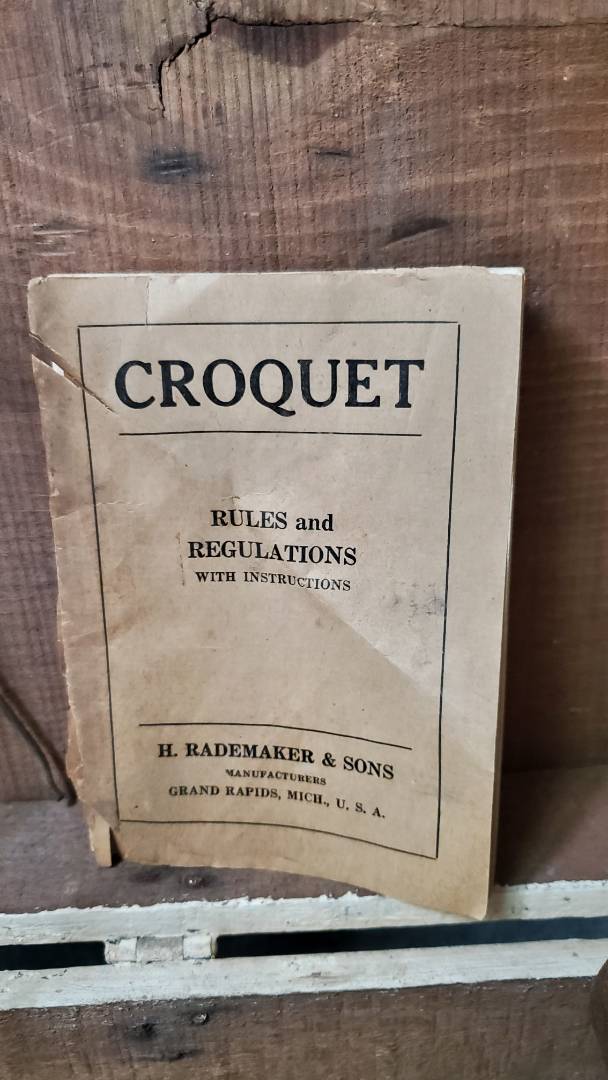 CROQUET
RULES and
REGULATIONS
WITH INSTRUCTIONS
H. RADEMAKER & SONS
MANUFACTURERS
GRAND RAPIDS, MICH., U. S. A.